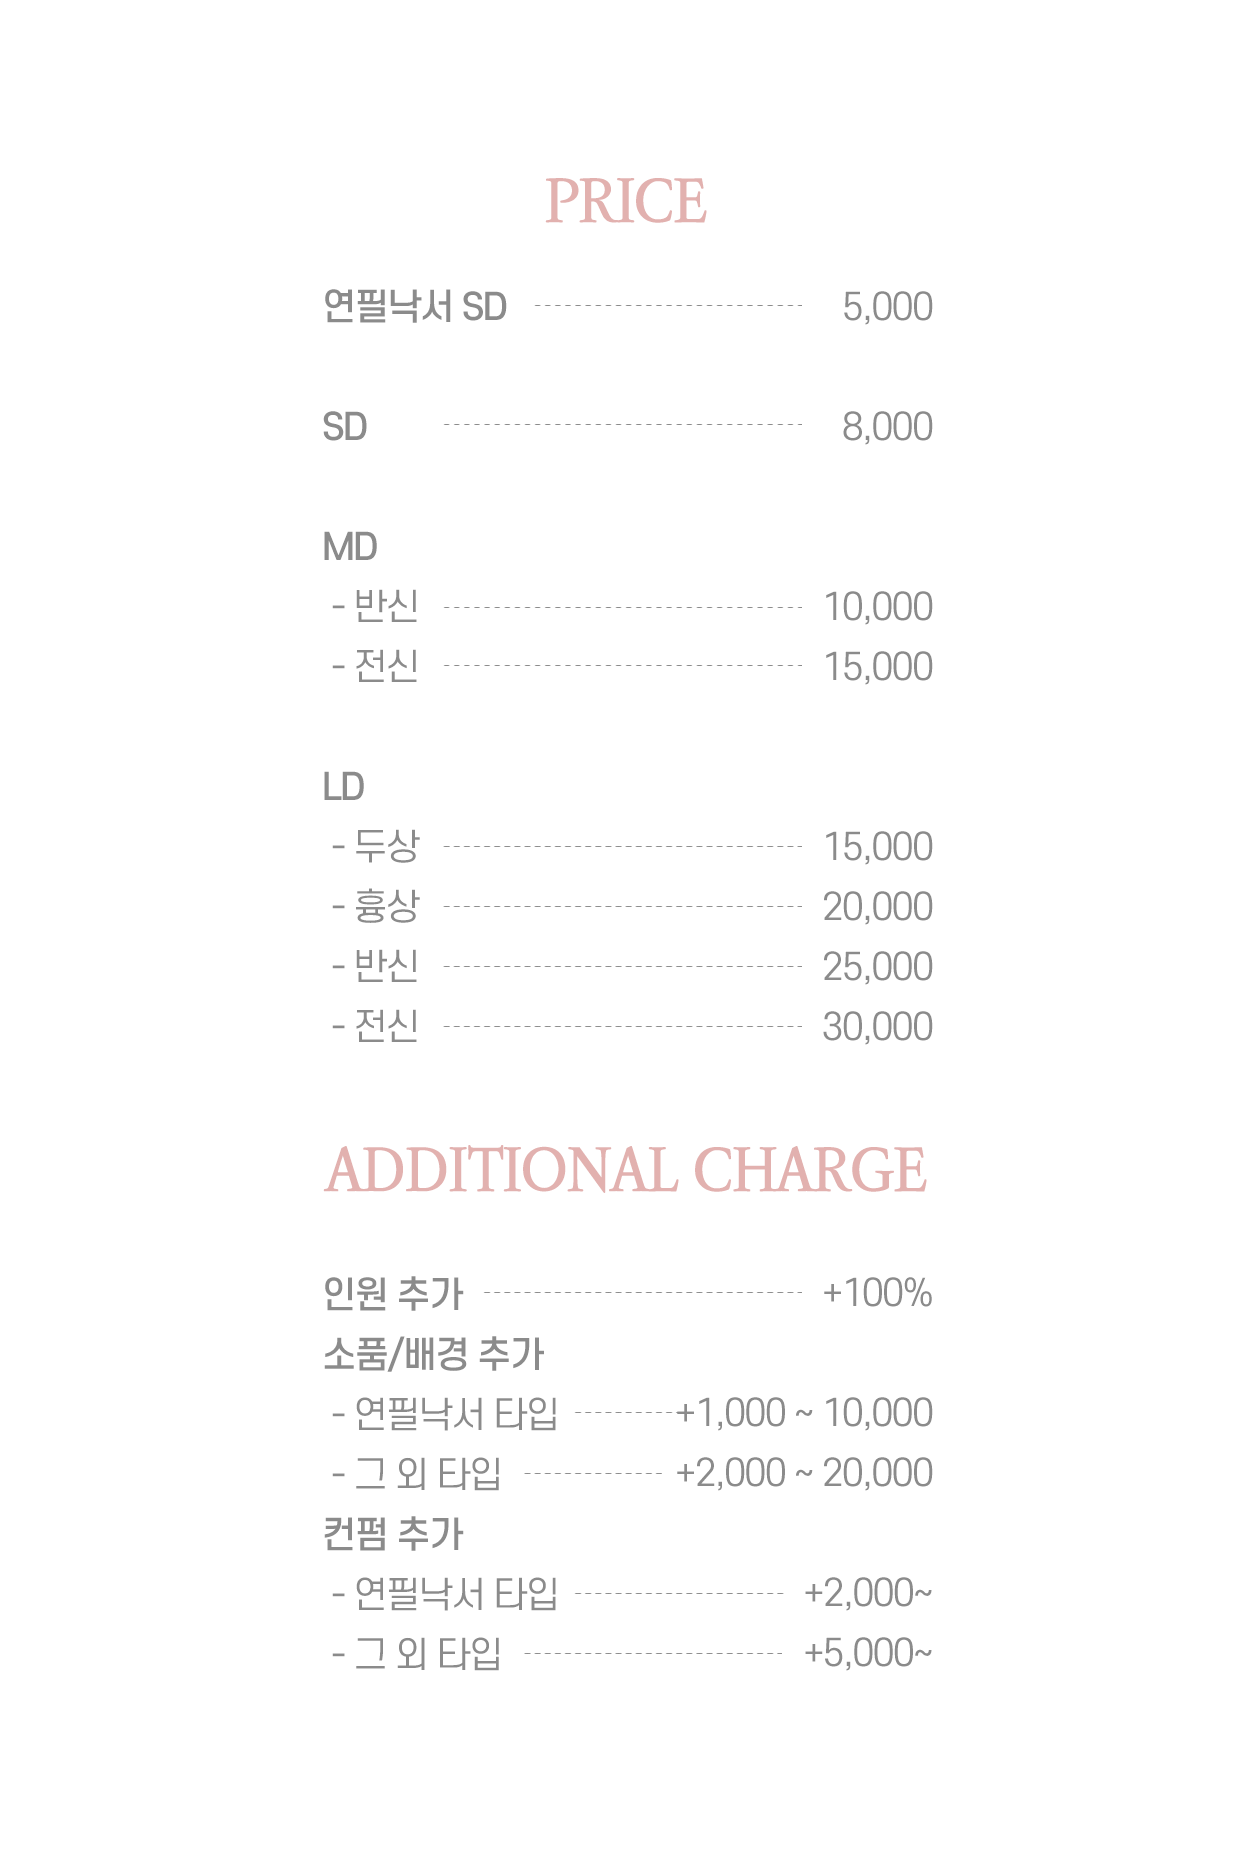 PRICE
연필낙서 SD 5,000
SD 8,000
MD
- 반신 10,000
- 전신 15,000
LD
- 두상 15,000
- 흉상 20,000
- 반신 25,000
- 전신 30,000
ADDITIONAL CHARGE
인원 추가 +100%
소품/배경 추가
- 연필낙서 타입 +1,000 ~ 10,000
- 그 외 타입 +2,000 ~ 20,000
컨펌 추가
- 연필낙서 타입 +2,000~
- 그 외 타입 +5,000~